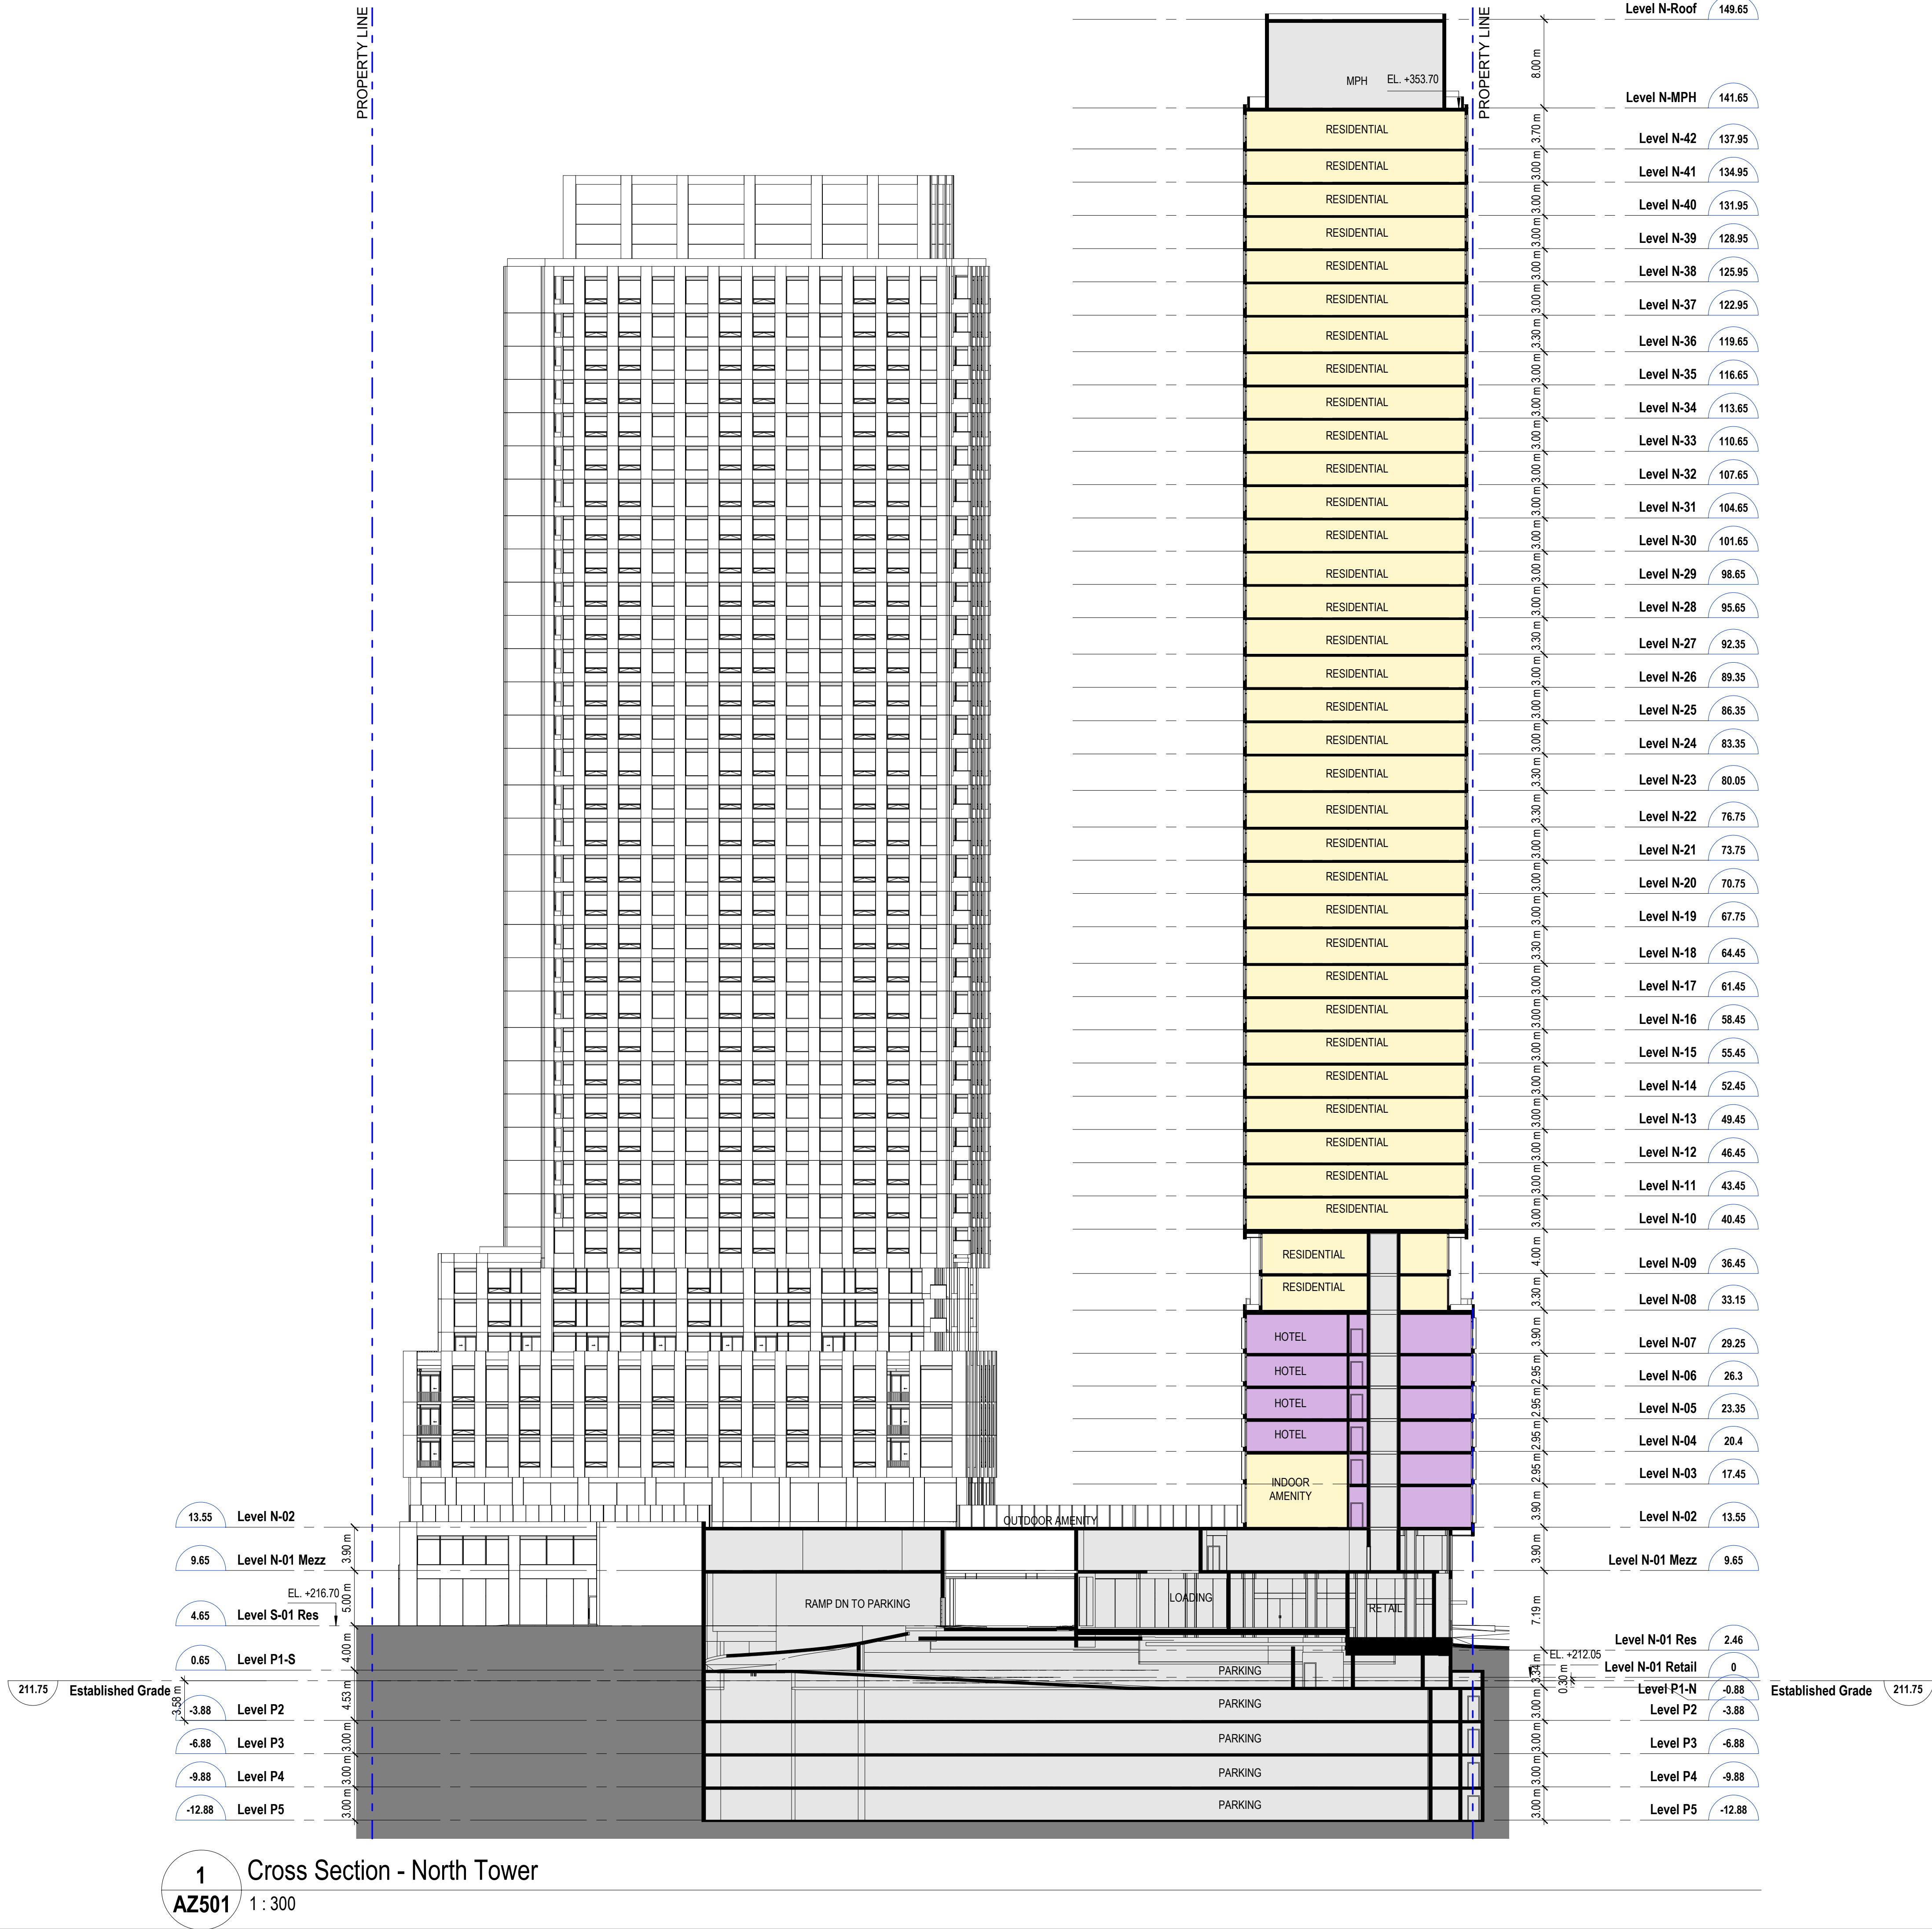 PROPERTY LINE
PROPERTY LINE
Level N-Roof 149.65
8.00 m
MPH EL. +353.70
Level N-MPH 141.65
RESIDENTIAL 3.70 m Level N-42 137.95
RESIDENTIAL 3.00 m Level N-41 134.95
RESIDENTIAL 3.00 m Level N-40 131.95
RESIDENTIAL 3.00 m Level N-39 128.95
RESIDENTIAL 3.00 m Level N-38 125.95
RESIDENTIAL 3.00 m Level N-37 122.95
RESIDENTIAL 3.30 m Level N-36 119.65
RESIDENTIAL 3.00 m Level N-35 116.65
RESIDENTIAL 3.00 m Level N-34 113.65
RESIDENTIAL 3.00 m Level N-33 110.65
RESIDENTIAL 3.00 m Level N-32 107.65
RESIDENTIAL 3.00 m Level N-31 104.65
RESIDENTIAL 3.00 m Level N-30 101.65
RESIDENTIAL 3.00 m Level N-29 98.65
RESIDENTIAL 3.00 m Level N-28 95.65
RESIDENTIAL 3.30 m Level N-27 92.35
RESIDENTIAL 3.00 m Level N-26 89.35
RESIDENTIAL 3.00 m Level N-25 86.35
RESIDENTIAL 3.00 m Level N-24 83.35
RESIDENTIAL 3.30 m Level N-23 80.05
RESIDENTIAL 3.30 m Level N-22 76.75
RESIDENTIAL 3.00 m Level N-21 73.75
RESIDENTIAL 3.00 m Level N-20 70.75
RESIDENTIAL 3.00 m Level N-19 67.75
RESIDENTIAL 3.30 m Level N-18 64.45
RESIDENTIAL 3.00 m Level N-17 61.45
RESIDENTIAL 3.00 m Level N-16 58.45
RESIDENTIAL 3.00 m Level N-15 55.45
RESIDENTIAL 3.00 m Level N-14 52.45
RESIDENTIAL 3.00 m Level N-13 49.45
RESIDENTIAL 3.00 m Level N-12 46.45
RESIDENTIAL 3.00 m Level N-11 43.45
RESIDENTIAL 3.00 m Level N-10 40.45
RESIDENTIAL 4.00 m Level N-09 36.45
RESIDENTIAL 3.30 m Level N-08 33.15
HOTEL 3.90 m Level N-07 29.25
HOTEL 2.95 m Level N-06 26.3
HOTEL 2.95 m Level N-05 23.35
HOTEL 2.95 m Level N-04 20.4
INDOOR 2.95 m Level N-03 17.45
AMENITY
13.55 Level N-02 OUTDOOR AMENITY 3.90 m Level N-02 13.55
9.65 Level N-01 Mezz 3.90 m 3.90 m Level N-01 Mezz 9.65
EL. +216.70 5.00 m RAMP DN TO PARKING LOADING RETAIL 7.19 m
4.65 Level S-01 Res
Level N-01 Res 2.46
0.65 Level P1-S 4.00 m PARKING 3.34 m EL. +212.05 Level N-01 Retail 0
211.75 Established Grade 0.30 m Level P1-N -0.88 Established Grade 211.75
3.58 m -3.88 Level P2 4.53 m PARKING 3.00 m Level P2 -3.88
-6.88 Level P3 3.00 m PARKING 3.00 m Level P3 -6.88
-9.88 Level P4 3.00 m PARKING 3.00 m Level P4 -9.88
-12.88 Level P5 3.00 m PARKING 3.00 m Level P5 -12.88
1 Cross Section - North Tower
AZ501 1 : 300